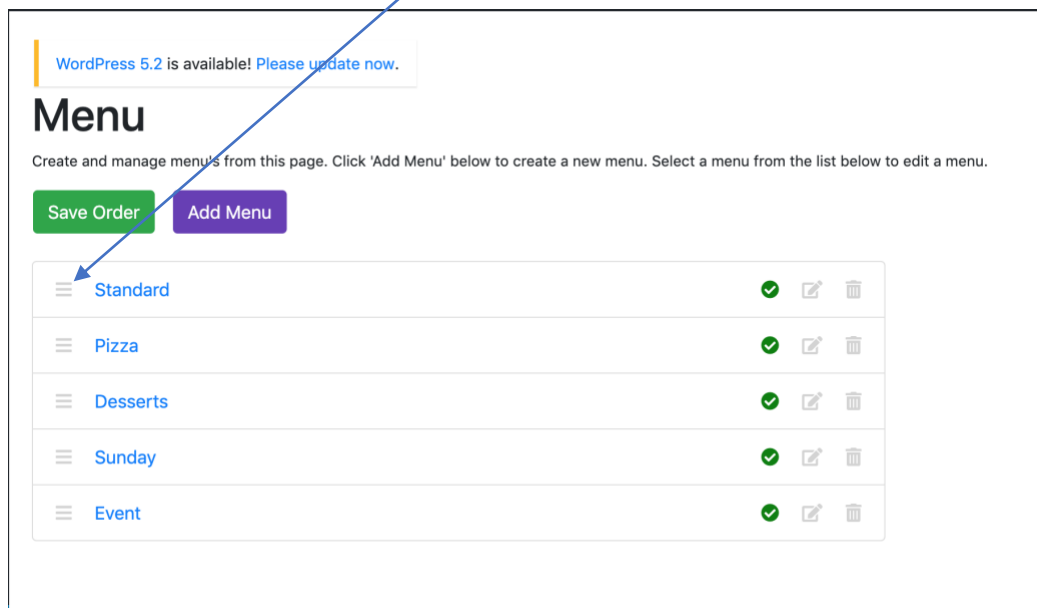 WordPress 5.2 is available! Please update now.
Menu
Create and manage menu's from this page. Click 'Add Menu' below to create a new menu. Select a menu from the list below to edit a menu.
Save Order Add Menu
Standard
Pizza
Desserts
Sunday
Event